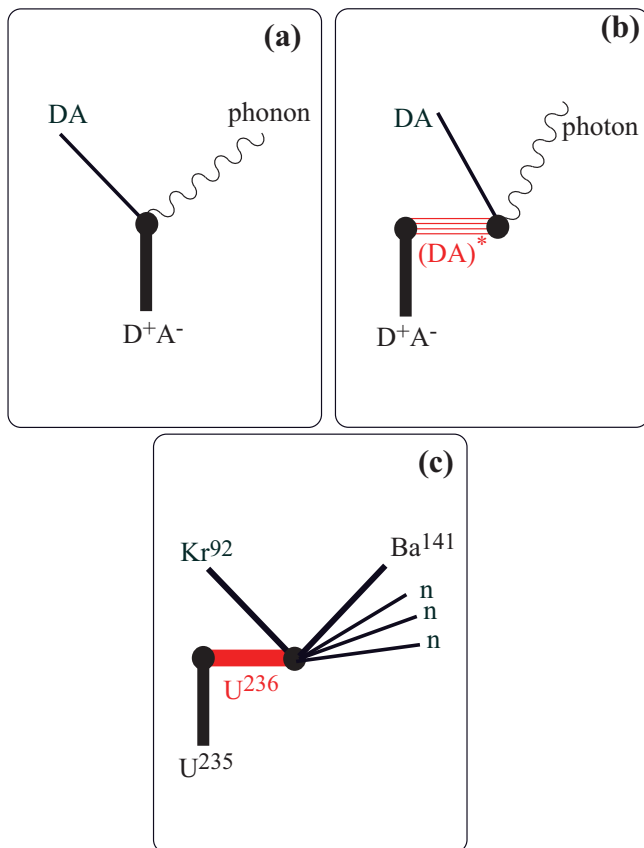 (a)
DA
phonon
D⁺A⁻
(b)
DA
photon
(DA)*
D⁺A⁻
(c)
Kr⁹²
Ba¹⁴¹
n
n
n
U²³⁶
U²³⁵